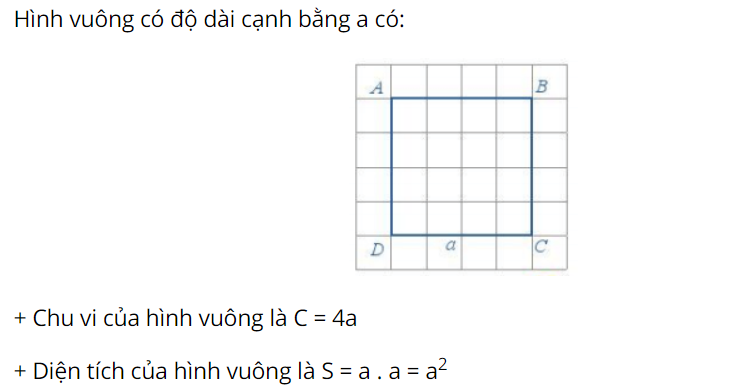 Hình vuông có độ dài cạnh bằng a có:
A B
D a C
+ Chu vi của hình vuông là C = 4a
+ Diện tích của hình vuông là S = a . a = a²